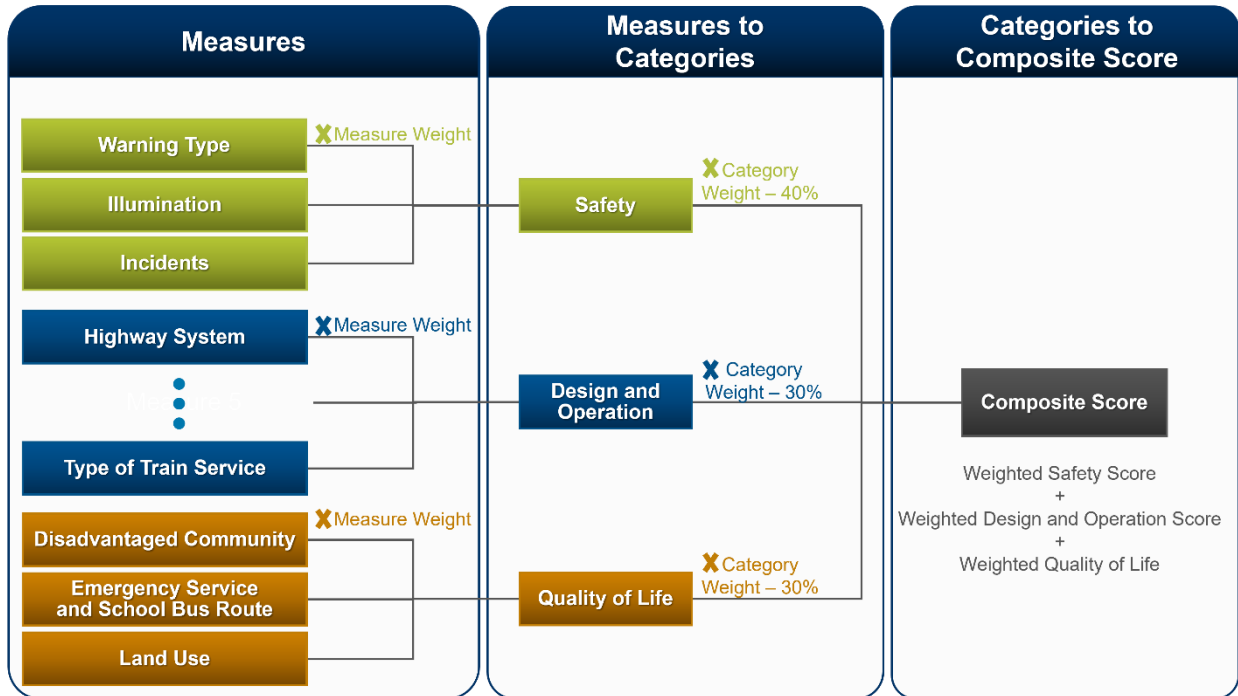 Measures
Measures to
Categories
Categories to
Composite Score
Warning Type
X Measure Weight
Illumination
Incidents
Safety
X Category
Weight – 40%
Highway System
X Measure Weight
Type of Train Service
Design and
Operation
X Category
Weight – 30%
Disadvantaged Community
X Measure Weight
Emergency Service
and School Bus Route
Land Use
Quality of Life
X Category
Weight – 30%
Composite Score
Weighted Safety Score
+
Weighted Design and Operation Score
+
Weighted Quality of Life